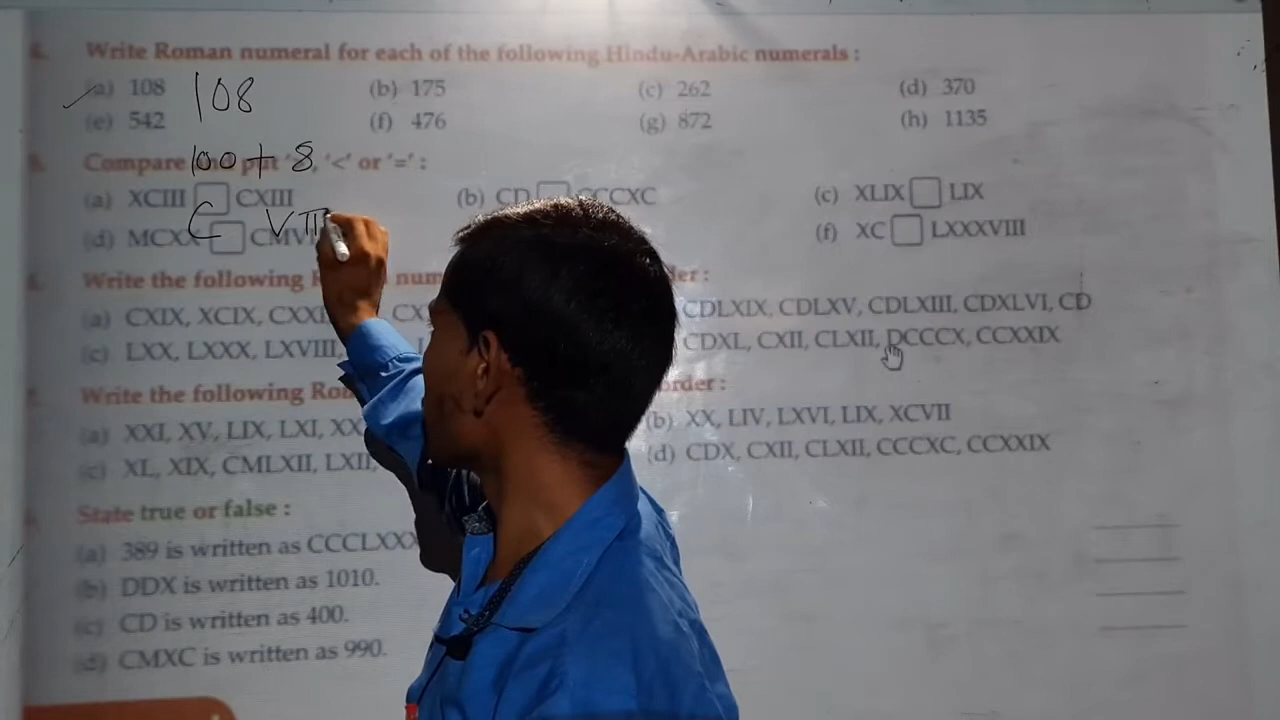 Write Roman numeral for each of the following Hindu-Arabic numerals :
(a) 108 108 (b) 175 (c) 262 (d) 370
(e) 542 (f) 476 (g) 872 (h) 1135
100 + 8
Compare put '<' or '=' :
(a) XCIII CXIII (b) CD CCCXC (c) XLIX LIX
C VII
(d) MCXX (f) XC LXXXVIII
Write the following
(a) CXIX, XCIX, CDLXIX, CDLXV, CDLXIII, CDXLVI, CD
(c) LXX, LXXX, LXVIII, CDXL, CXII, CLXII, DCCCX, CCXXIX
Write the following order :
(a) XXI, XV, LIX, LXI, (b) XX, LIV, LXVI, LIX, XCVII
(c) XL, XIX, CMLXII, LXII, (d) CDX, CXII, CLXII, CCCXC, CCXXIX
State true or false :
(a) 389 is written as
(b) DDX is written as 1010.
(c) CD is written as 400.
(d) CMXC is written as 990.